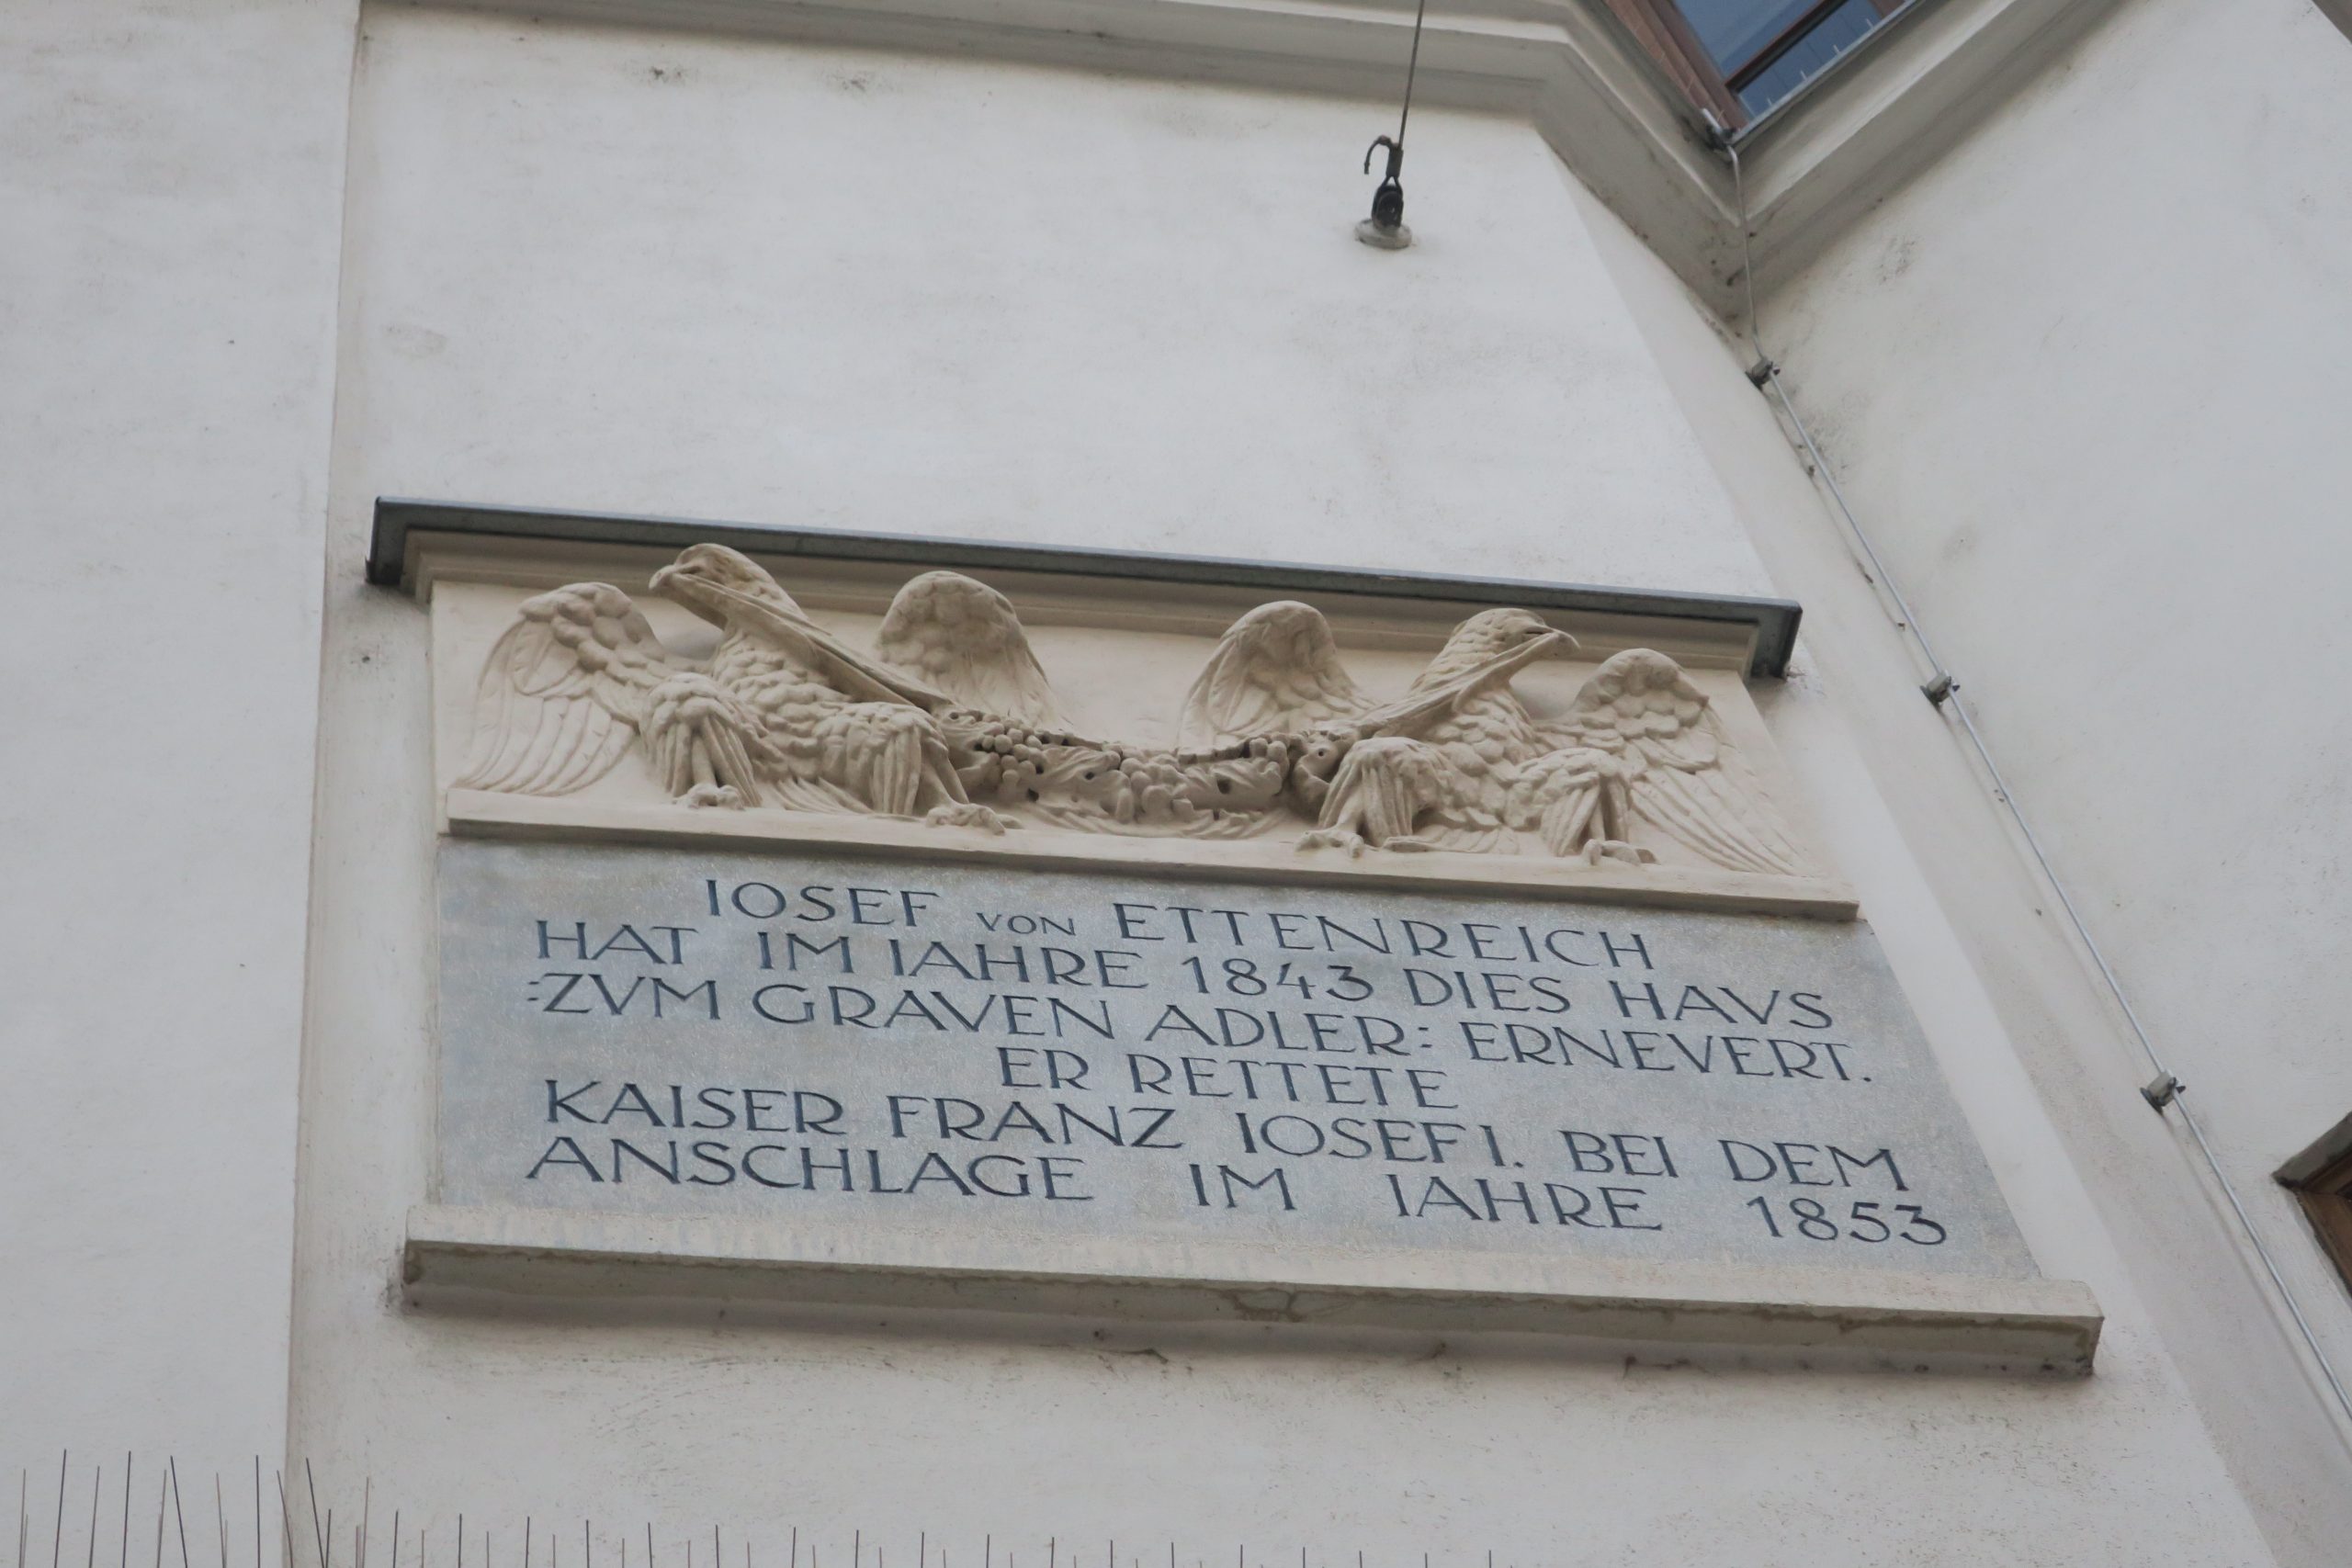 IOSEF VON ETTENREICH
HAT IM IAHRE 1843 DIES HAVS
:ZVM GRAVEN ADLER: ERNEVERT.
ER RETTETE
KAISER FRANZ IOSEF I. BEI DEM
ANSCHLAGE IM IAHRE 1853